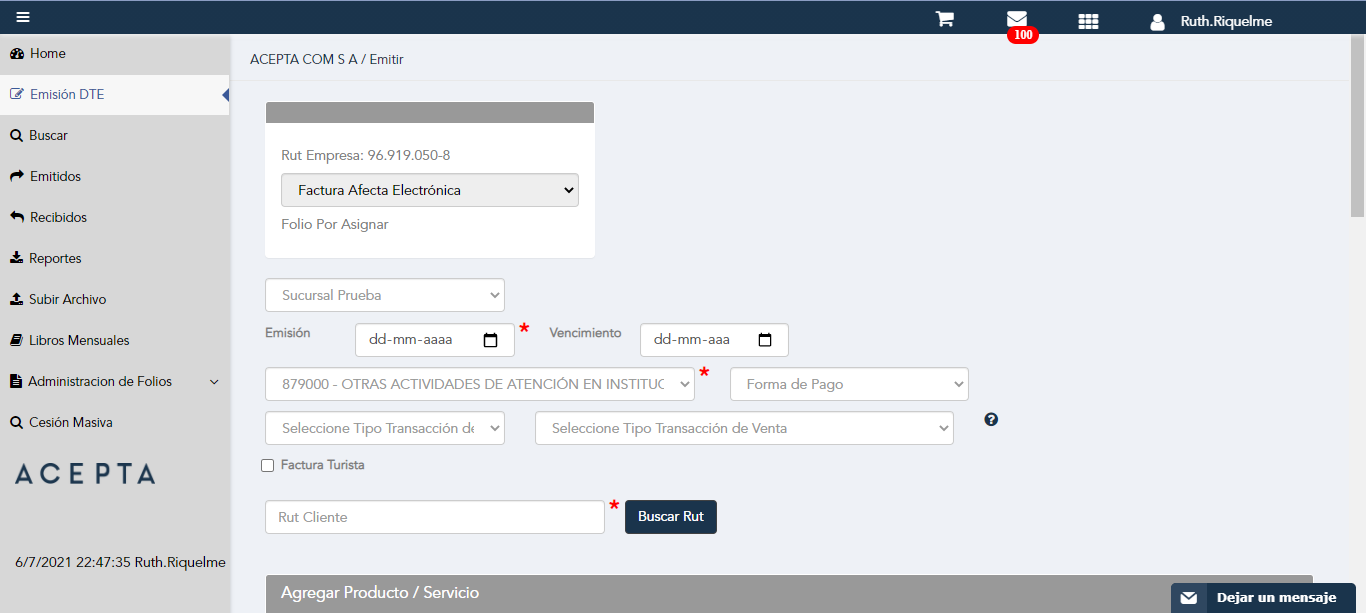 Ruth.Riquelme
100
Home
Emisión DTE
Buscar
Emitidos
Recibidos
Reportes
Subir Archivo
Libros Mensuales
Administracion de Folios
Cesión Masiva
ACEPTA
6/7/2021 22:47:35 Ruth.Riquelme
ACEPTA COM S A / Emitir
Rut Empresa: 96.919.050-8
Factura Afecta Electrónica
Folio Por Asignar
Sucursal Prueba
Emisión dd-mm-aaaa * Vencimiento dd-mm-aaa
879000 - OTRAS ACTIVIDADES DE ATENCIÓN EN INSTITUC * Forma de Pago
Seleccione Tipo Transacción de Seleccione Tipo Transacción de Venta ?
Factura Turista
Rut Cliente * Buscar Rut
Agregar Producto / Servicio
Dejar un mensaje